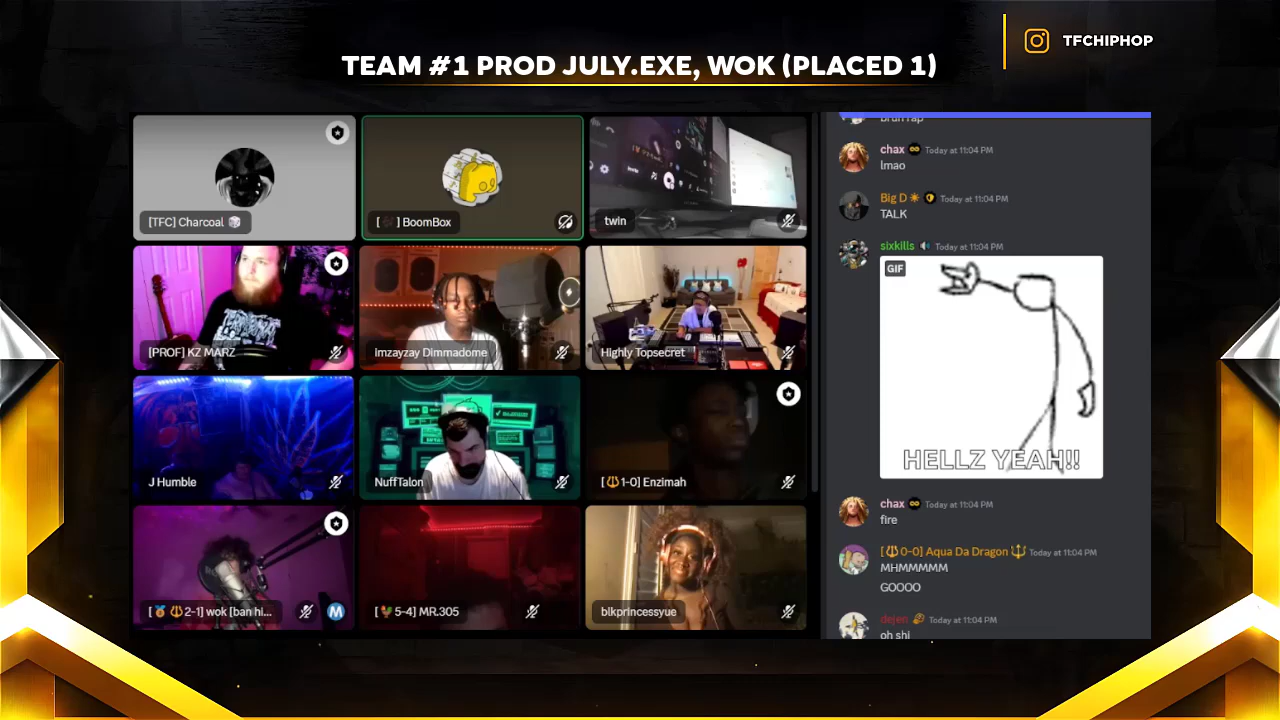 TFCHIPHOP
TEAM #1 PROD JULY.EXE, WOK (PLACED 1)
[TFC] Charcoal
[ ] BoomBox
twin
[PROF] KZ MARZ
imzayzay Dimmadome
Highly Topsecret
J Humble
NuffTalon
[ 1-0] Enzimah
[ 2-1] wok [ban hi...
[ 5-4] MR.305
blkprincessyue
bruh rap
chax Today at 11:04 PM
lmao
Big D Today at 11:04 PM
TALK
sixkills Today at 11:04 PM
GIF
HELLZ YEAH!!
chax Today at 11:04 PM
fire
[ 0-0] Aqua Da Dragon Today at 11:04 PM
MHMMMMM
GOOOO
dejen Today at 11:04 PM
oh shi